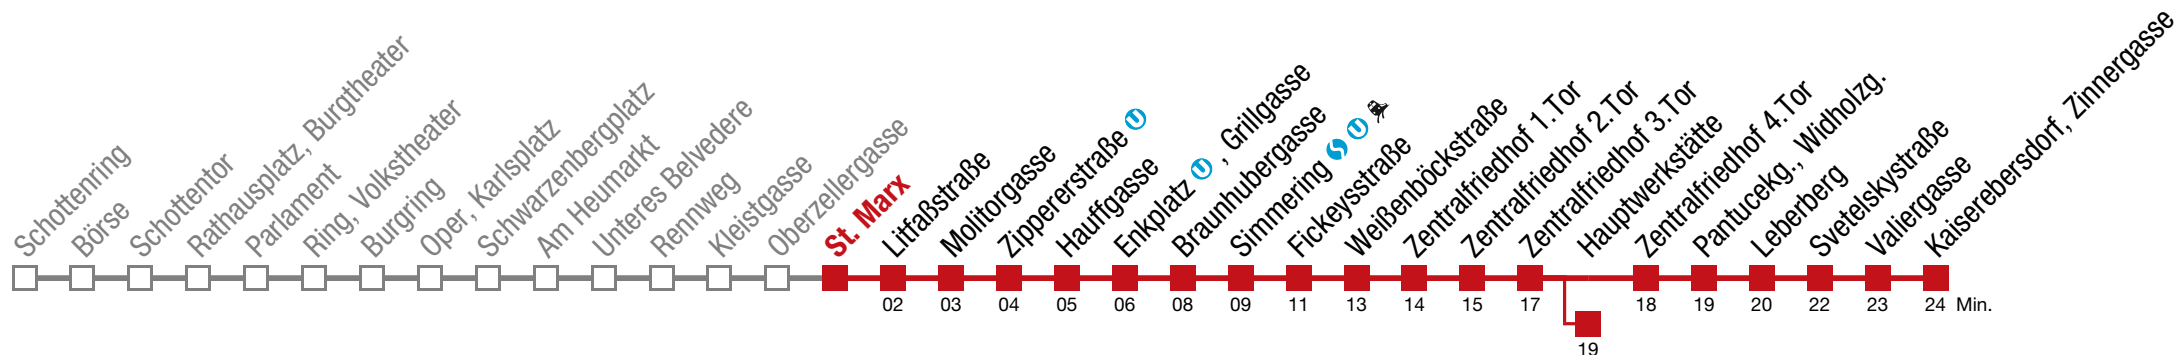 Schottenring
Börse
Schottentor
Rathausplatz, Burgtheater
Parlament
Ring, Volkstheater
Burgring
Oper, Karlsplatz
Schwarzenbergplatz
Am Heumarkt
Unteres Belvedere
Rennweg
Kleistgasse
Oberzellergasse
St. Marx
Litfaßstraße
Molitorgasse
Zippererstraße U
Hauffgasse
Enkplatz U , Grillgasse
Braunhubergasse
Simmering S U
Fickeysstraße
Weißenböckstraße
Zentralfriedhof 1.Tor
Zentralfriedhof 2.Tor
Zentralfriedhof 3.Tor
Hauptwerkstätte
Zentralfriedhof 4.Tor
Pantucekg., Widholzg.
Leberberg
Svetelskystraße
Valiergasse
Kaiserebersdorf, Zinnergasse
02 03 04 05 06 08 09 11 13 14 15 17 18 19 20 22 23 24 Min.
19